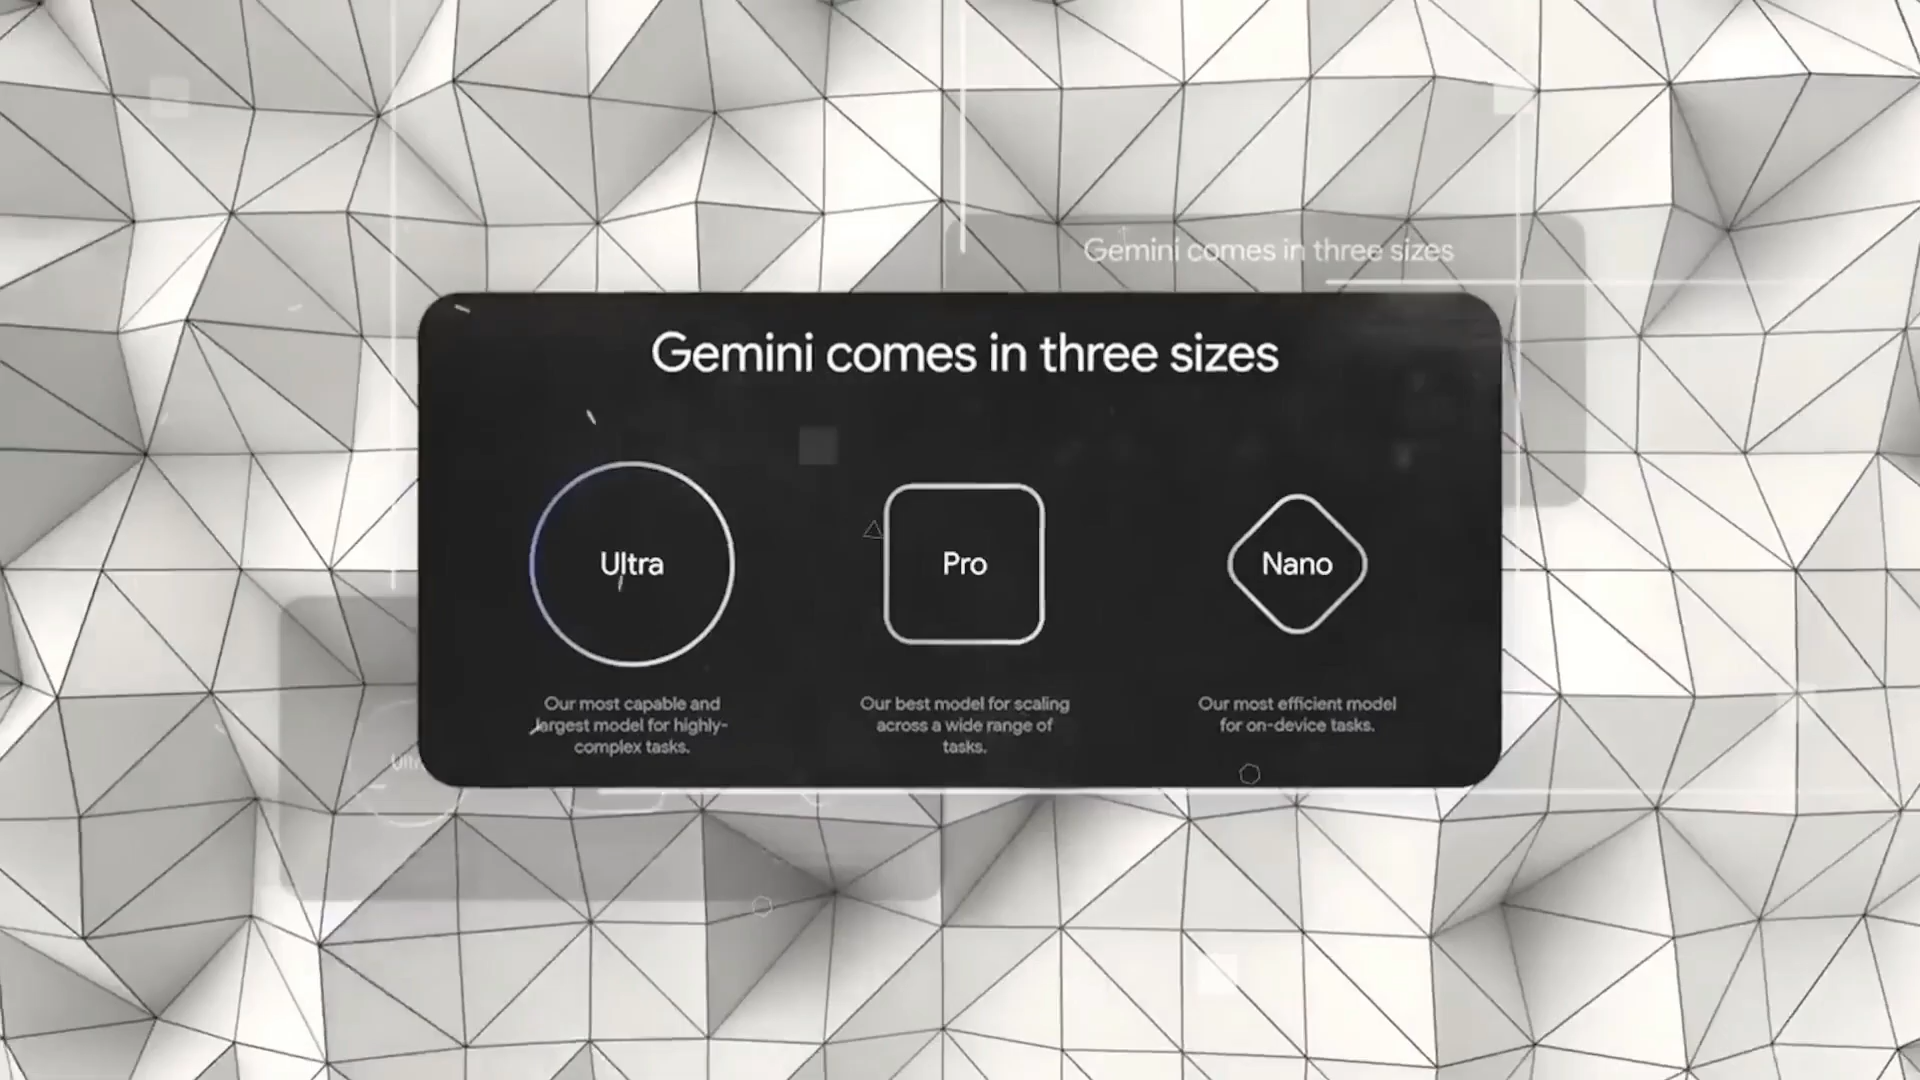 Gemini comes in three sizes
Gemini comes in three sizes
Ultra
Pro
Nano
Our most capable and
largest model for highly-
complex tasks.
Our best model for scaling
across a wide range of
tasks.
Our most efficient model
for on-device tasks.